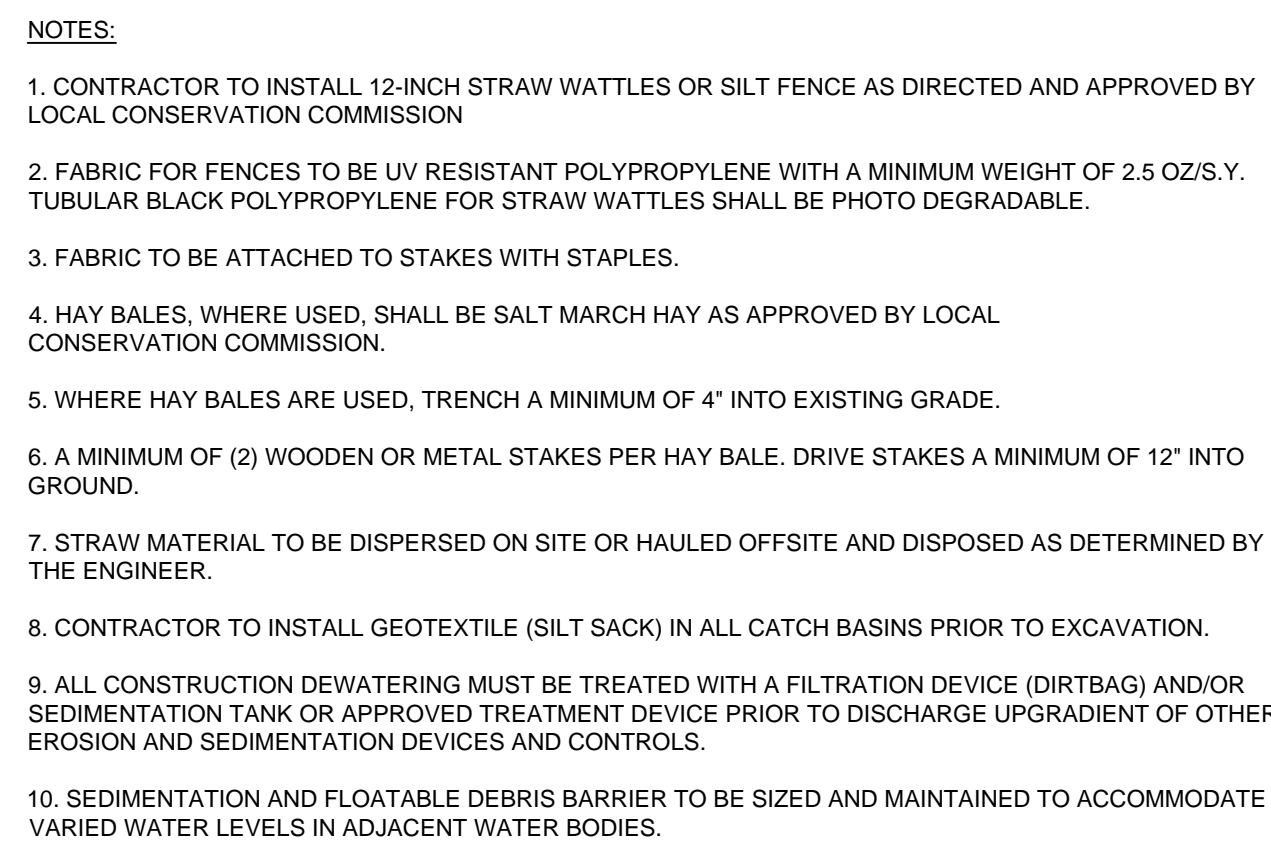 NOTES:
1. CONTRACTOR TO INSTALL 12-INCH STRAW WATTLES OR SILT FENCE AS DIRECTED AND APPROVED BY
LOCAL CONSERVATION COMMISSION
2. FABRIC FOR FENCES TO BE UV RESISTANT POLYPROPYLENE WITH A MINIMUM WEIGHT OF 2.5 OZ/S.Y.
TUBULAR BLACK POLYPROPYLENE FOR STRAW WATTLES SHALL BE PHOTO DEGRADABLE.
3. FABRIC TO BE ATTACHED TO STAKES WITH STAPLES.
4. HAY BALES, WHERE USED, SHALL BE SALT MARCH HAY AS APPROVED BY LOCAL
CONSERVATION COMMISSION.
5. WHERE HAY BALES ARE USED, TRENCH A MINIMUM OF 4" INTO EXISTING GRADE.
6. A MINIMUM OF (2) WOODEN OR METAL STAKES PER HAY BALE. DRIVE STAKES A MINIMUM OF 12" INTO
GROUND.
7. STRAW MATERIAL TO BE DISPERSED ON SITE OR HAULED OFFSITE AND DISPOSED AS DETERMINED BY
THE ENGINEER.
8. CONTRACTOR TO INSTALL GEOTEXTILE (SILT SACK) IN ALL CATCH BASINS PRIOR TO EXCAVATION.
9. ALL CONSTRUCTION DEWATERING MUST BE TREATED WITH A FILTRATION DEVICE (DIRTBAG) AND/OR
SEDIMENTATION TANK OR APPROVED TREATMENT DEVICE PRIOR TO DISCHARGE UPGRADIENT OF OTHER
EROSION AND SEDIMENTATION DEVICES AND CONTROLS.
10. SEDIMENTATION AND FLOATABLE DEBRIS BARRIER TO BE SIZED AND MAINTAINED TO ACCOMMODATE
VARIED WATER LEVELS IN ADJACENT WATER BODIES.